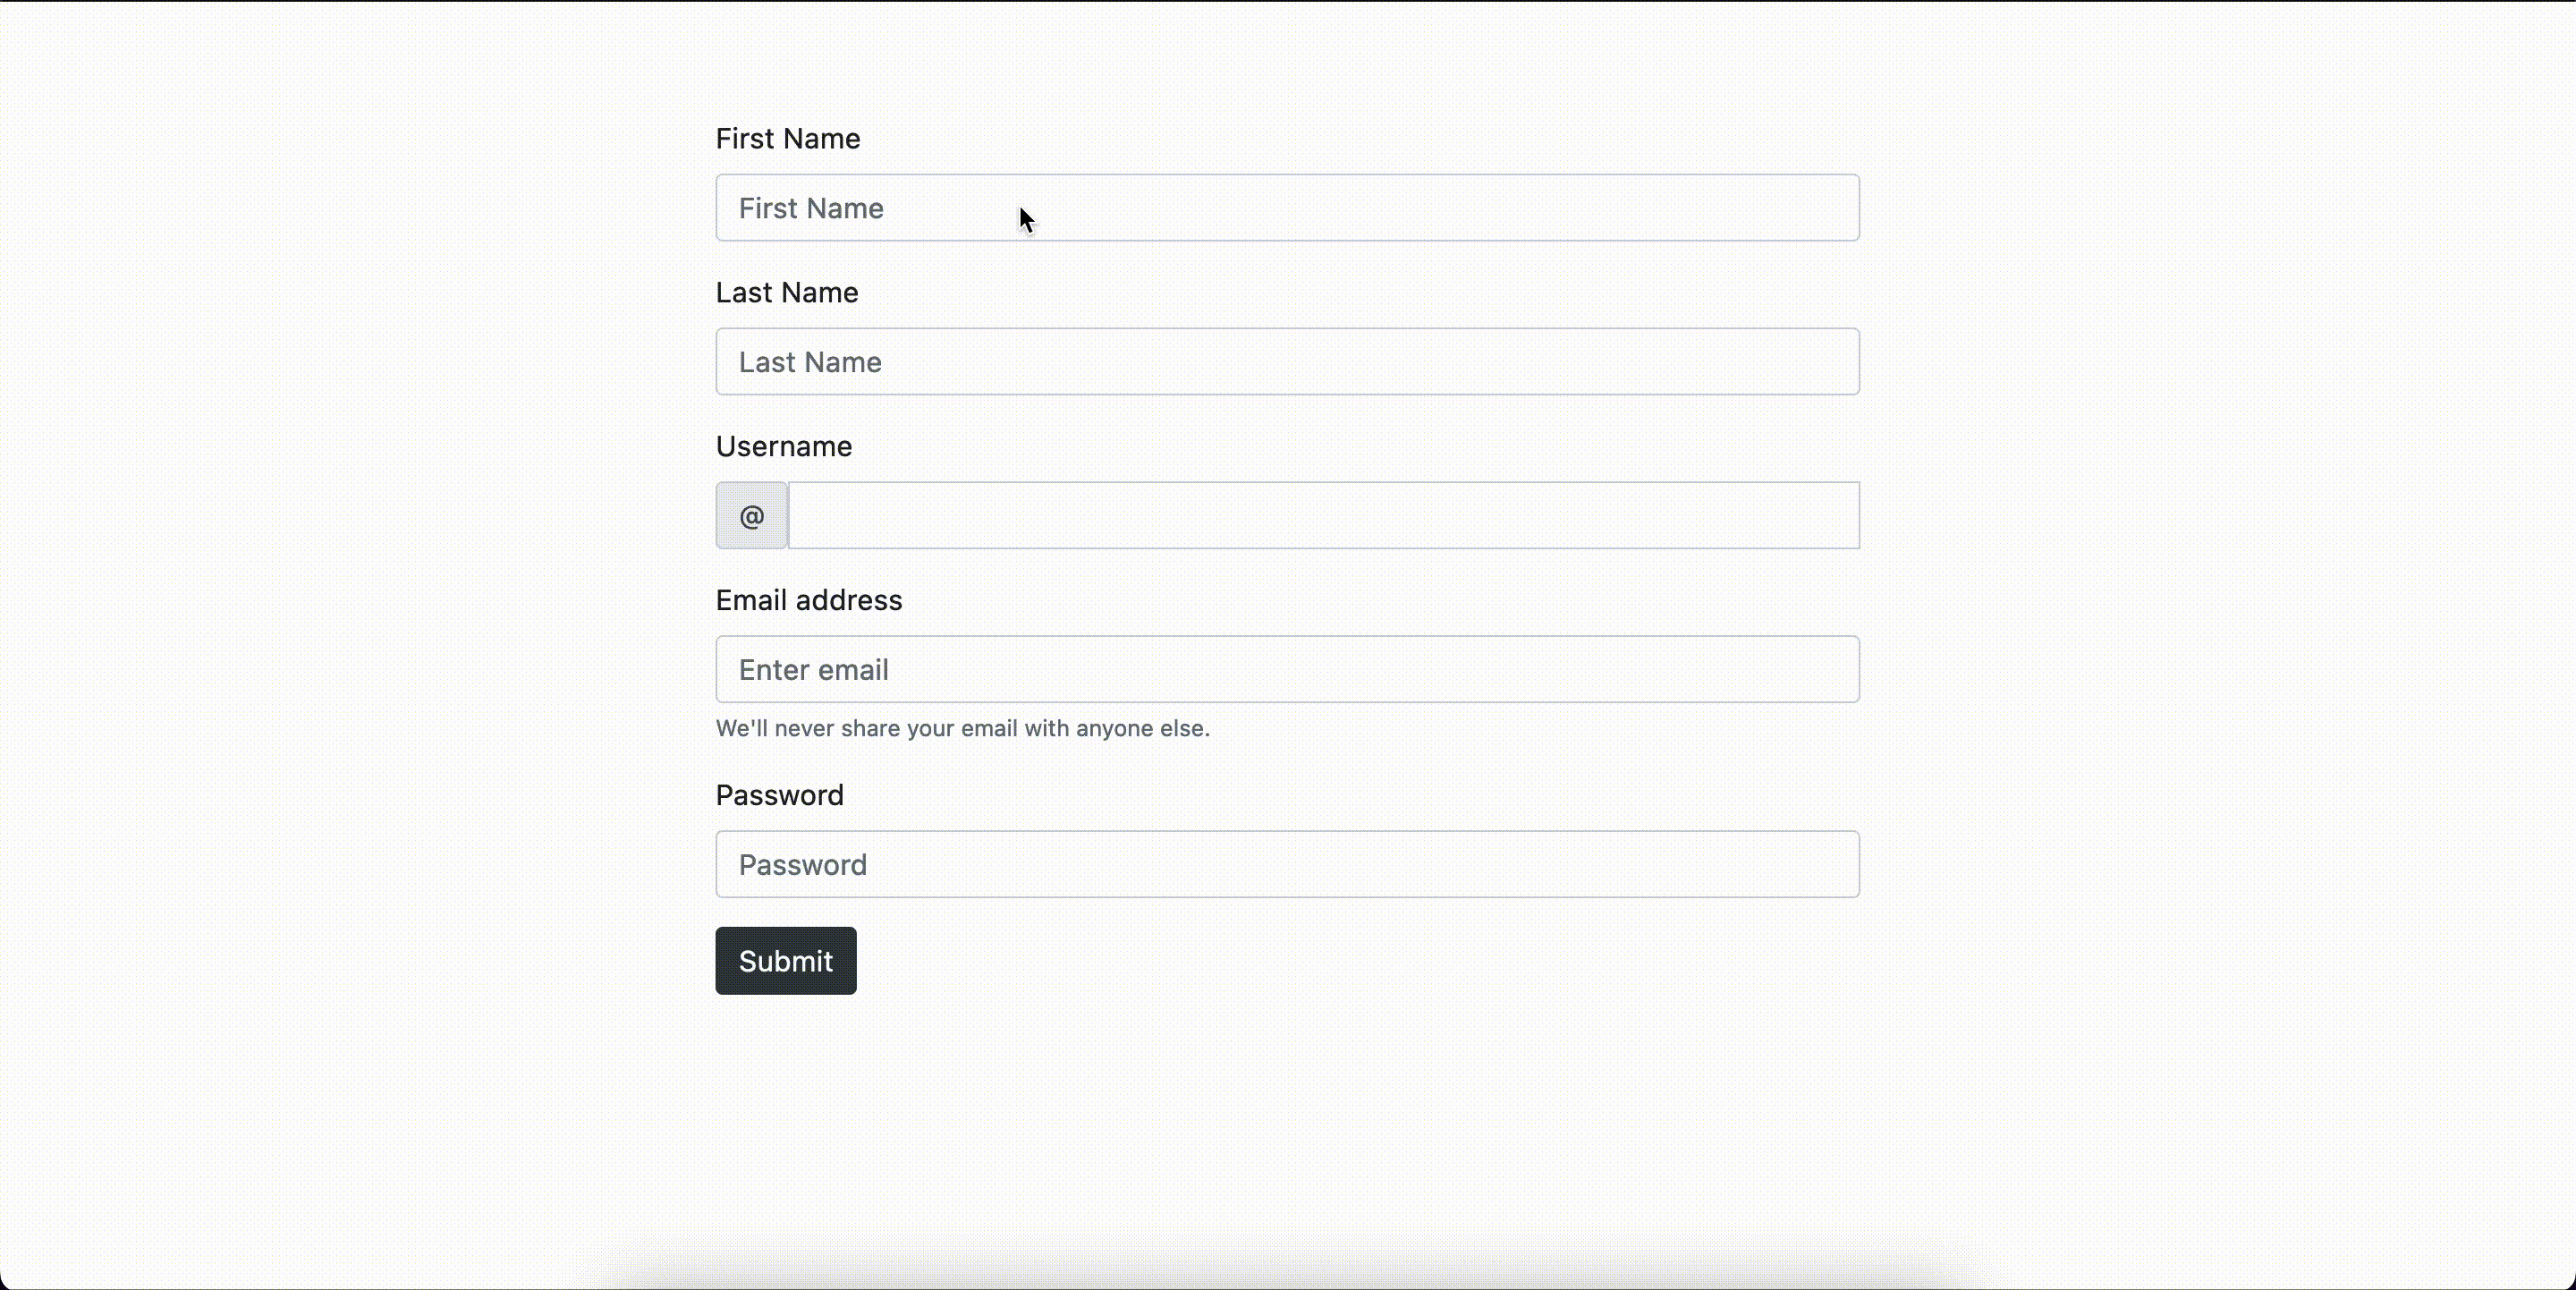 First Name
First Name
Last Name
Last Name
Username
@
Email address
Enter email
We'll never share your email with anyone else.
Password
Password
Submit